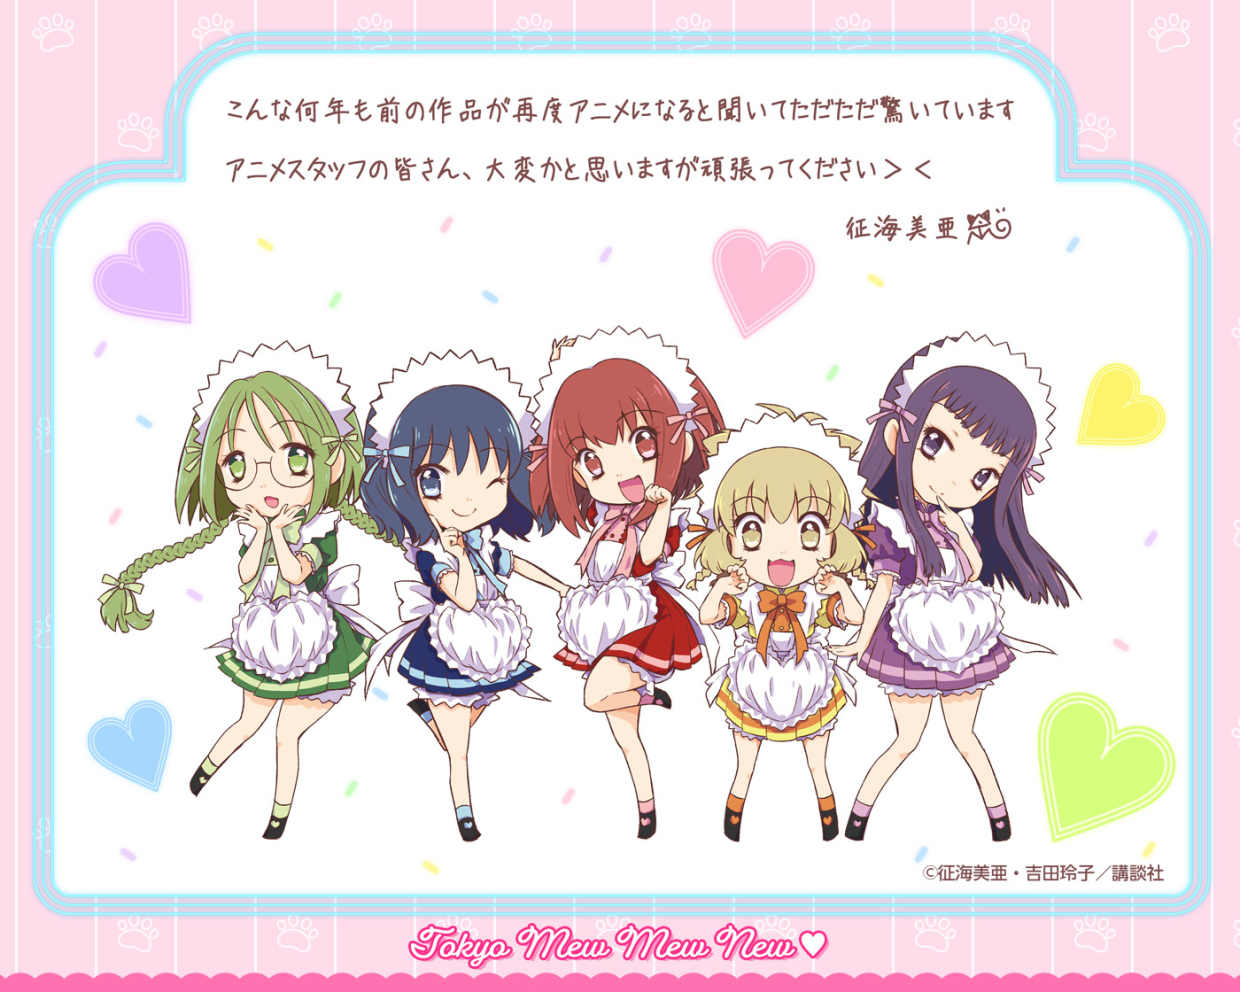 こんな何年も前の作品が再度アニメになると聞いてただただ驚いています
アニメスタッフの皆さん、大変かと思いますが頑張ってください＞＜
征海美亜
©征海美亜・吉田玲子／講談社
Tokyo Mew Mew New♥